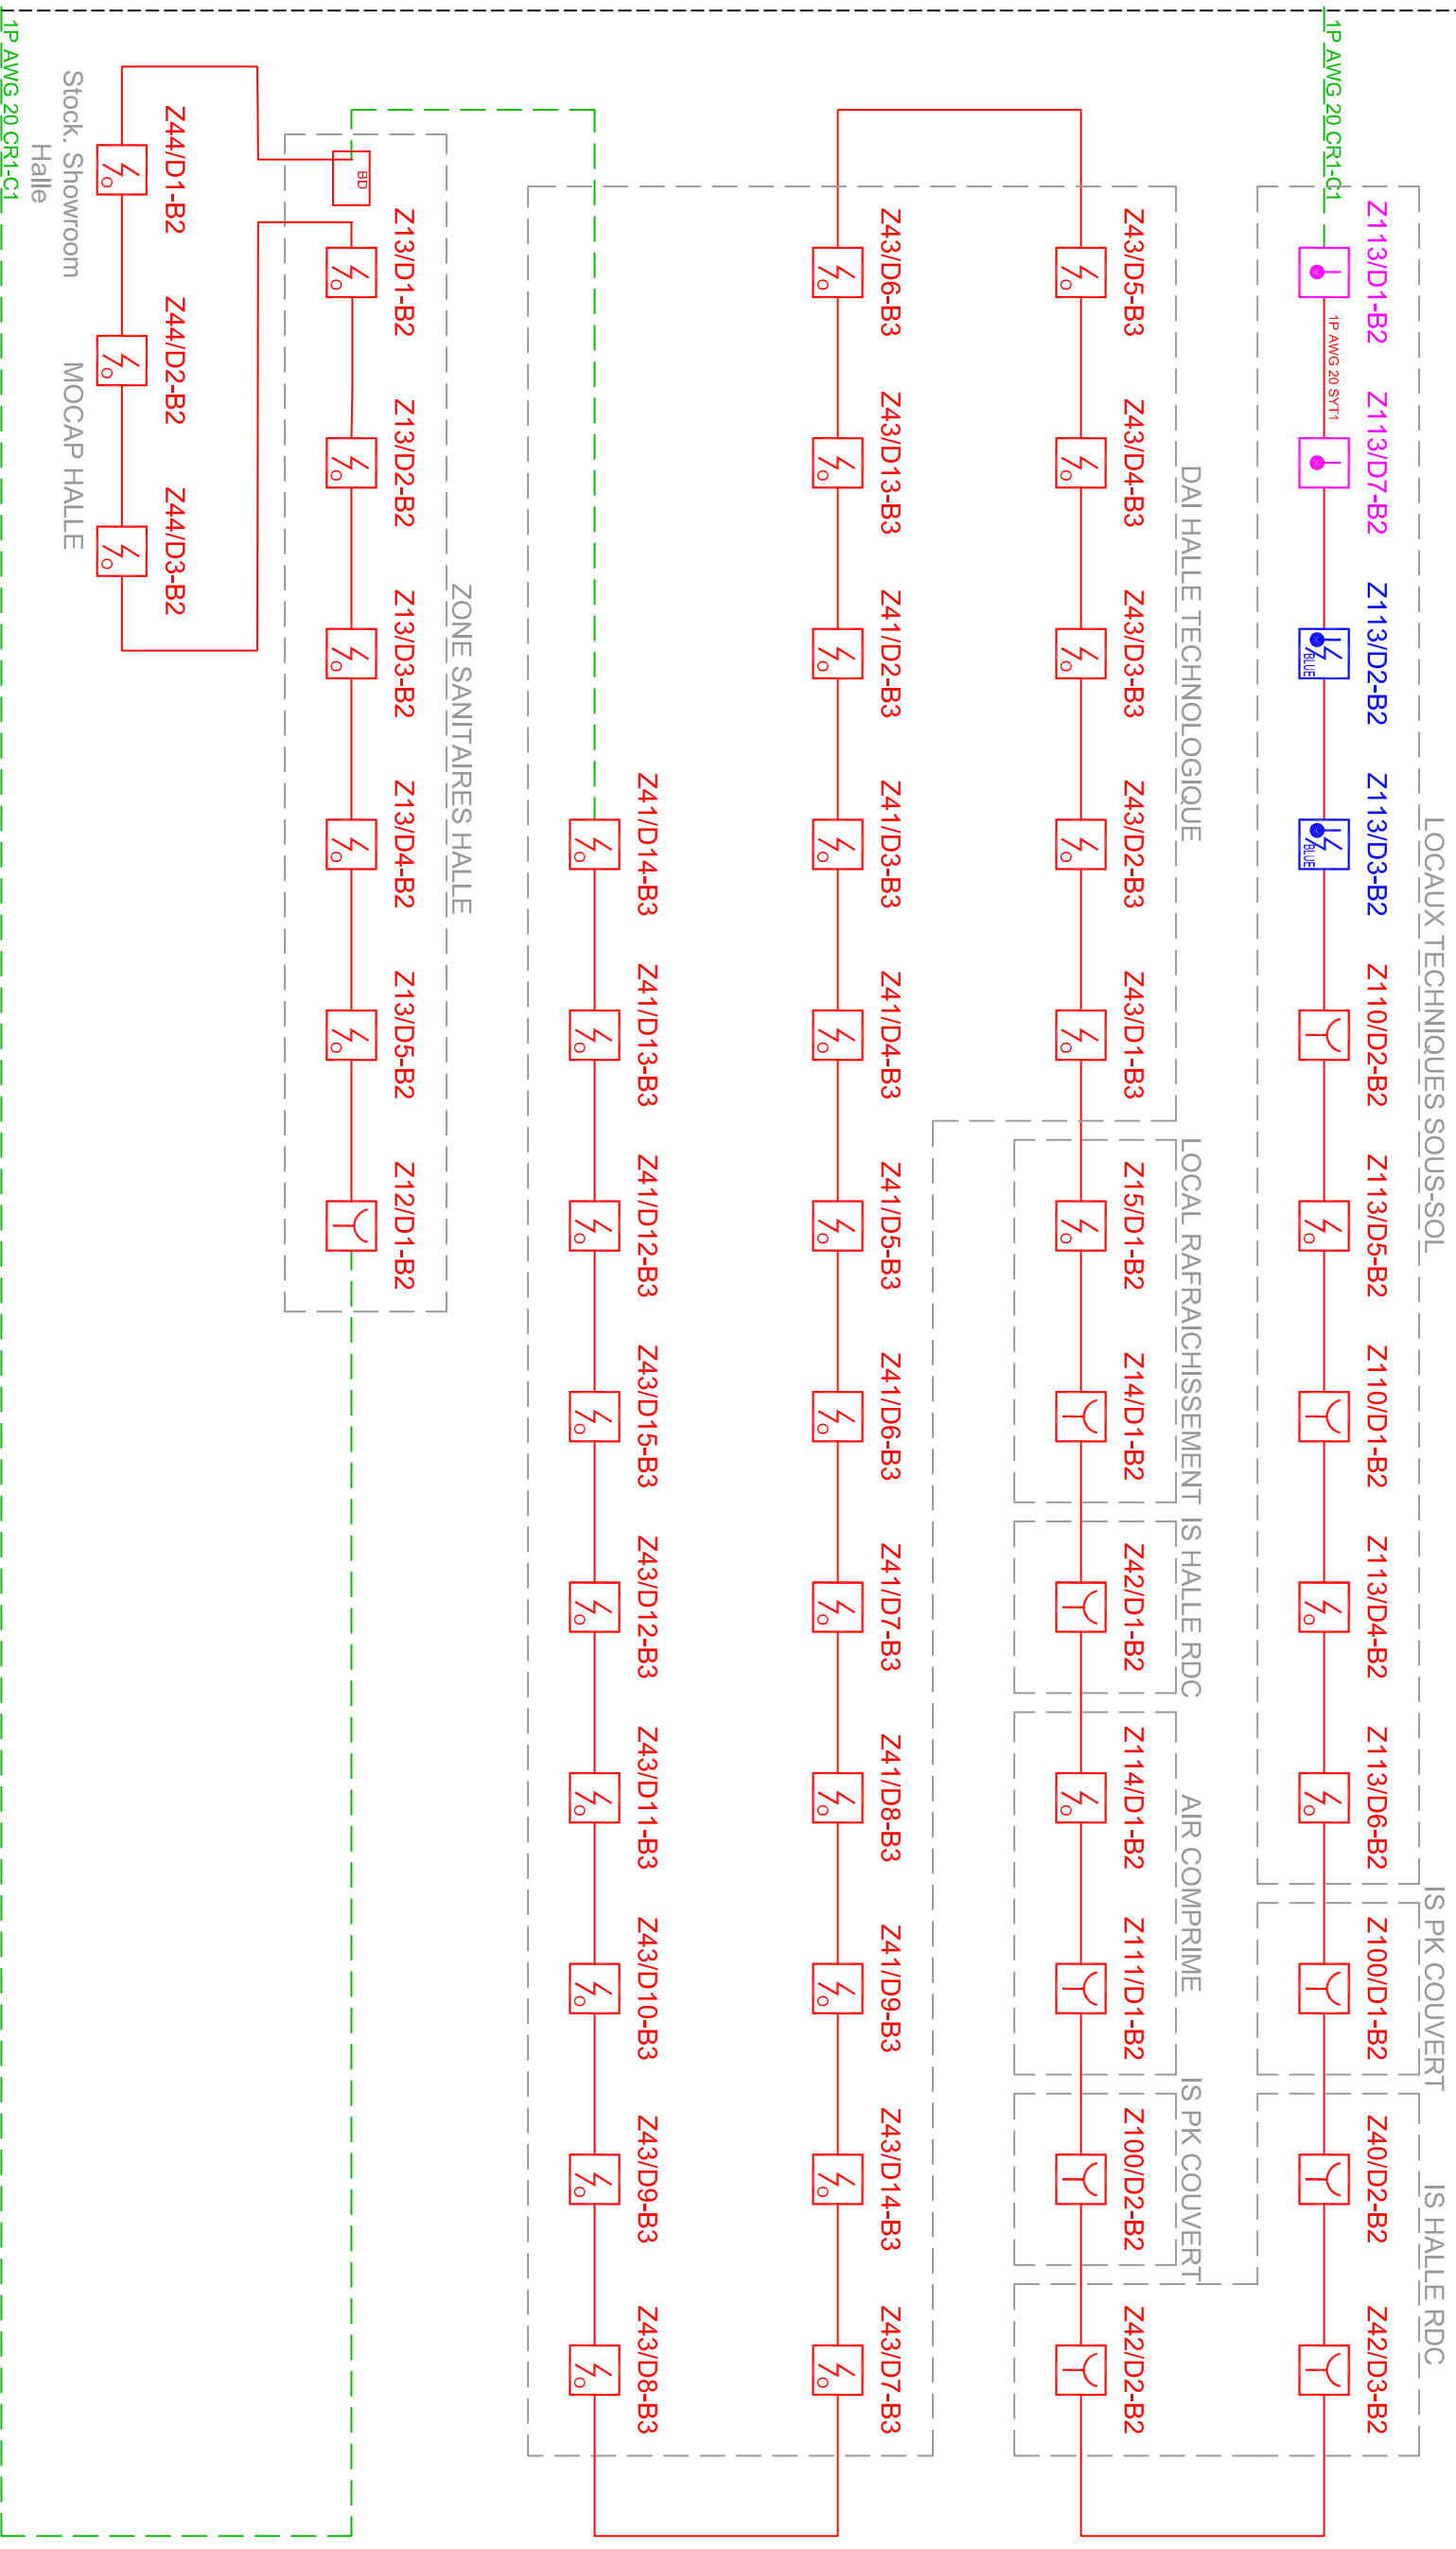 1P AWG 20 CR1-C1
LOCAUX TECHNIQUES SOUS-SOL
IS PK COUVERT
IS HALLE RDC
Z113/D1-B2
1P AWG 20 SYT1
Z113/D7-B2
Z113/D2-B2
BLUE
Z113/D3-B2
BLUE
Z110/D2-B2
Z113/D5-B2
Z110/D1-B2
Z113/D4-B2
Z113/D6-B2
Z100/D1-B2
Z40/D2-B2
Z42/D3-B2
DAI HALLE TECHNOLOGIQUE
LOCAL RAFRAICHISSEMENT
IS HALLE RDC
AIR COMPRIME
IS PK COUVERT
Z43/D5-B3
Z43/D4-B3
Z43/D3-B3
Z43/D2-B3
Z43/D1-B3
Z15/D1-B2
Z14/D1-B2
Z42/D1-B2
Z114/D1-B2
Z111/D1-B2
Z100/D2-B2
Z42/D2-B2
Z43/D6-B3
Z43/D13-B3
Z41/D2-B3
Z41/D3-B3
Z41/D4-B3
Z41/D5-B3
Z41/D6-B3
Z41/D7-B3
Z41/D8-B3
Z41/D9-B3
Z43/D14-B3
Z43/D7-B3
Z41/D14-B3
Z41/D13-B3
Z41/D12-B3
Z43/D15-B3
Z43/D12-B3
Z43/D11-B3
Z43/D10-B3
Z43/D9-B3
Z43/D8-B3
ZONE SANITAIRES HALLE
BD
Z13/D1-B2
Z13/D2-B2
Z13/D3-B2
Z13/D4-B2
Z13/D5-B2
Z12/D1-B2
Z44/D1-B2
Z44/D2-B2
Z44/D3-B2
Stock. Showroom
Halle
MOCAP HALLE
1P AWG 20 CR1-C1